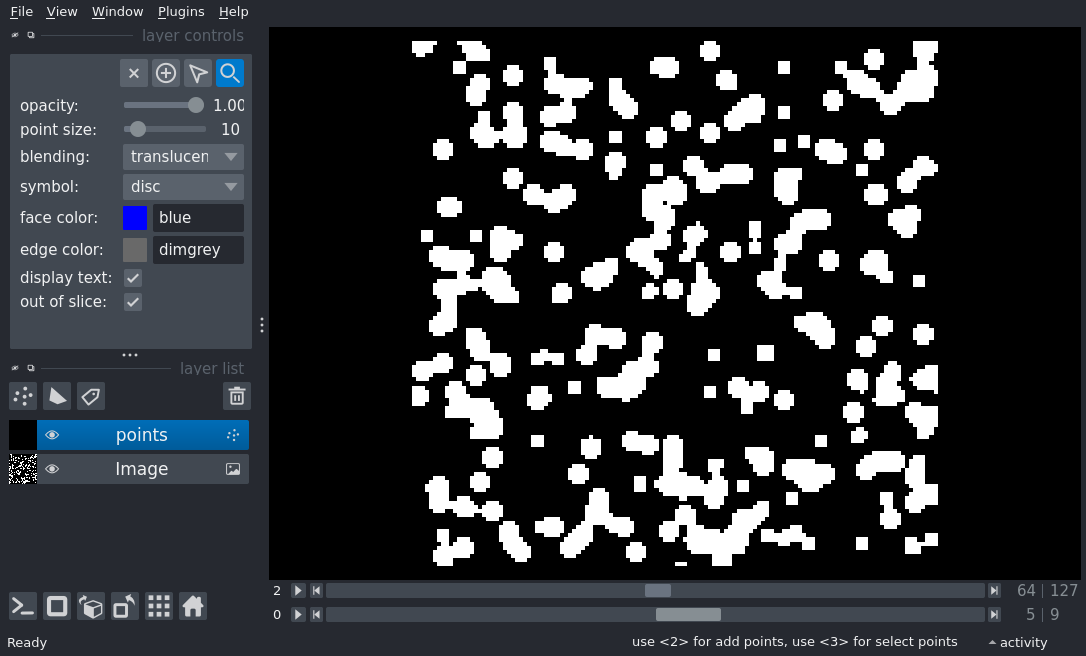 File View Window Plugins Help
layer controls
opacity: 1.00
point size: 10
blending: translucen
symbol: disc
face color: blue
edge color: dimgrey
display text:
out of slice:
layer list
points
Image
2 64 | 127
0 5 | 9
Ready use <2> for add points, use <3> for select points activity